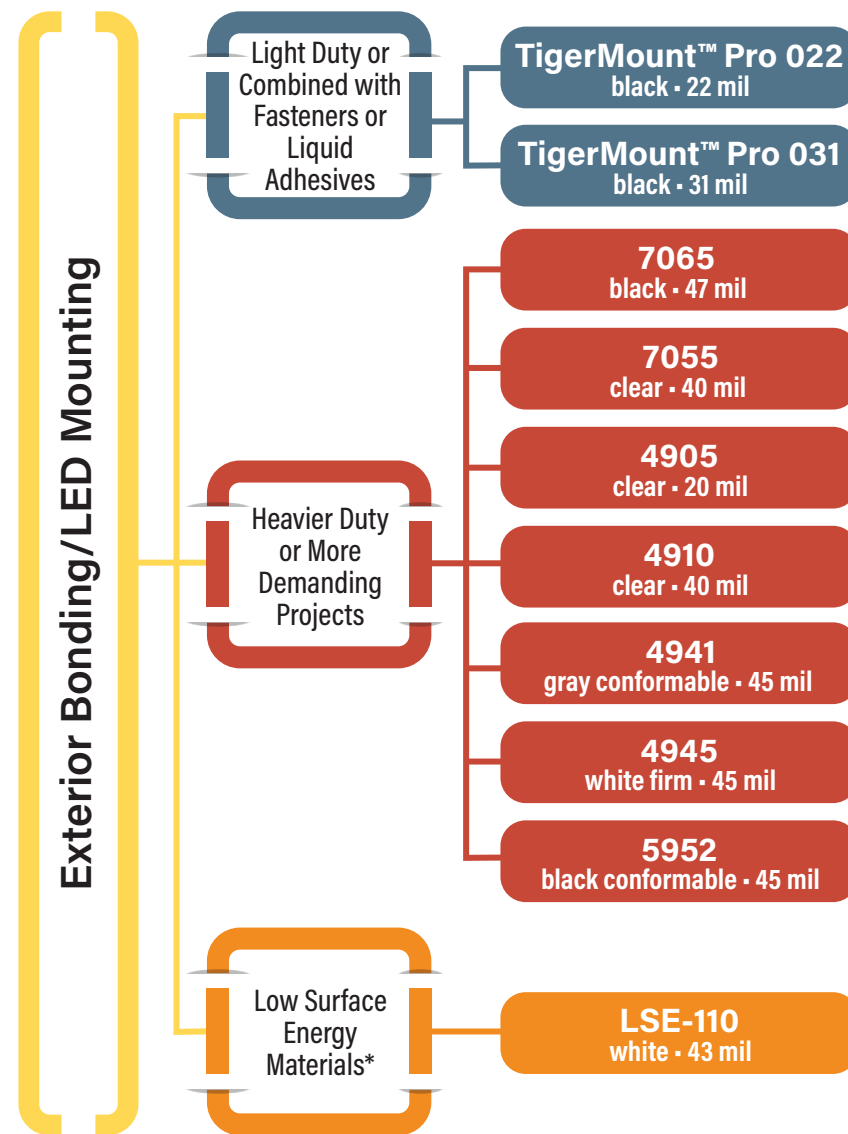 Exterior Bonding/LED Mounting
Light Duty or
Combined with
Fasteners or
Liquid
Adhesives
TigerMount™ Pro 022
black ▪ 22 mil
TigerMount™ Pro 031
black ▪ 31 mil
Heavier Duty
or More
Demanding
Projects
7065
black ▪ 47 mil
7055
clear ▪ 40 mil
4905
clear ▪ 20 mil
4910
clear ▪ 40 mil
4941
gray conformable ▪ 45 mil
4945
white firm ▪ 45 mil
5952
black conformable ▪ 45 mil
Low Surface
Energy
Materials*
LSE-110
white ▪ 43 mil